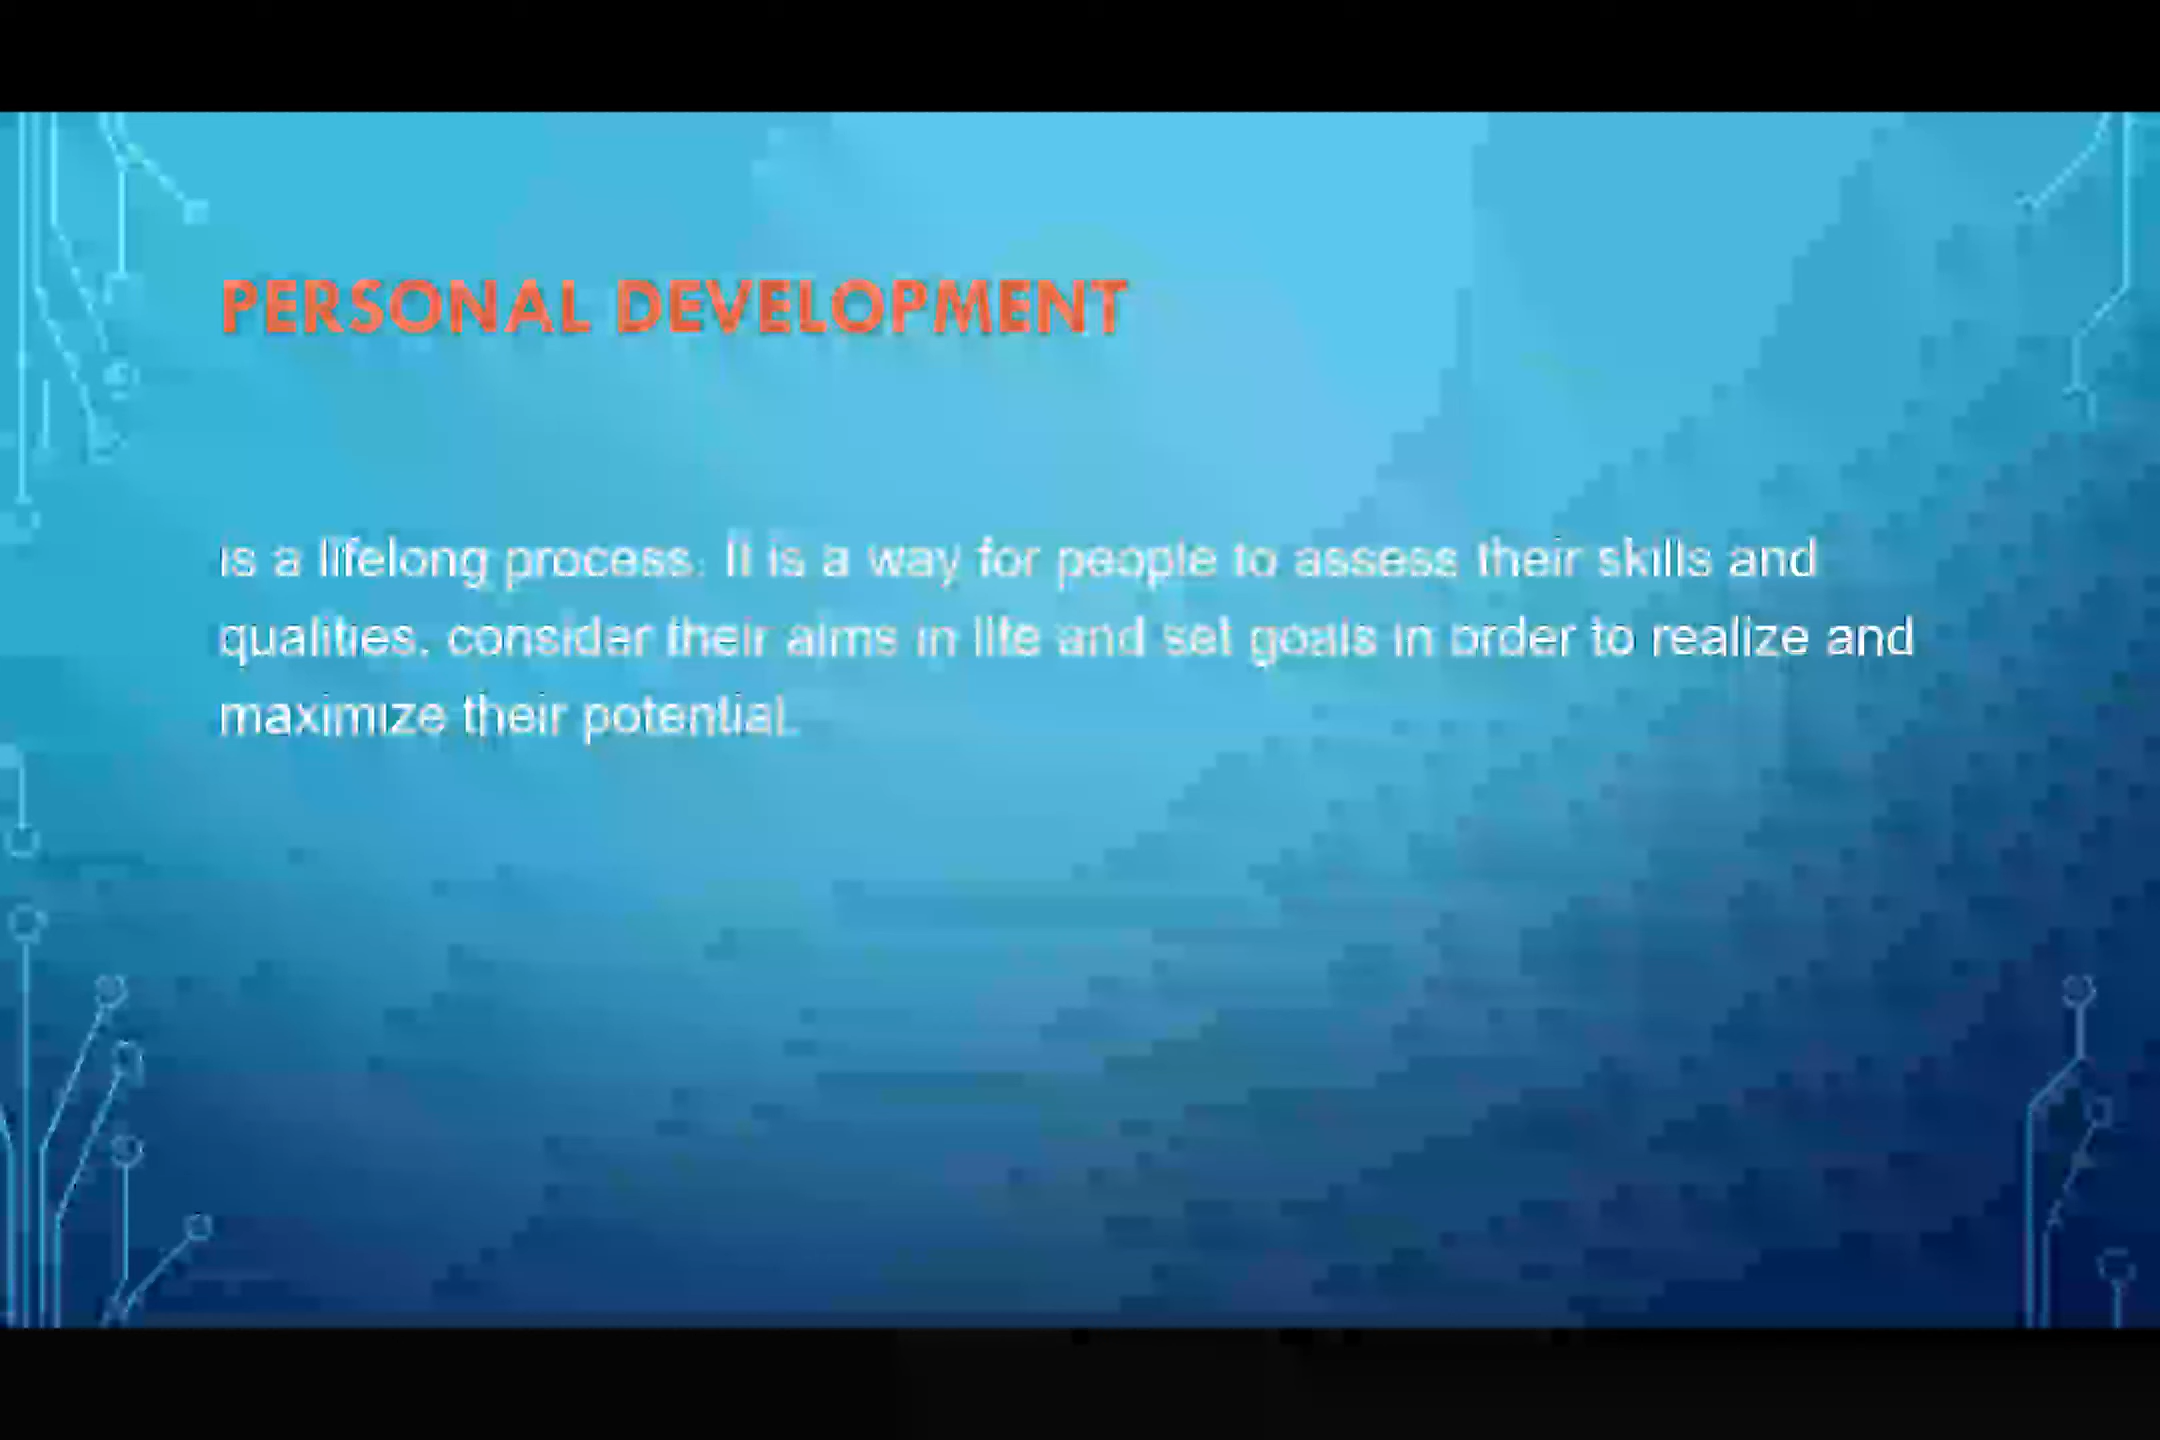 PERSONAL DEVELOPMENT
is a lifelong process. It is a way for people to assess their skills and
qualities, consider their aims in life and set goals in order to realize and
maximize their potential.